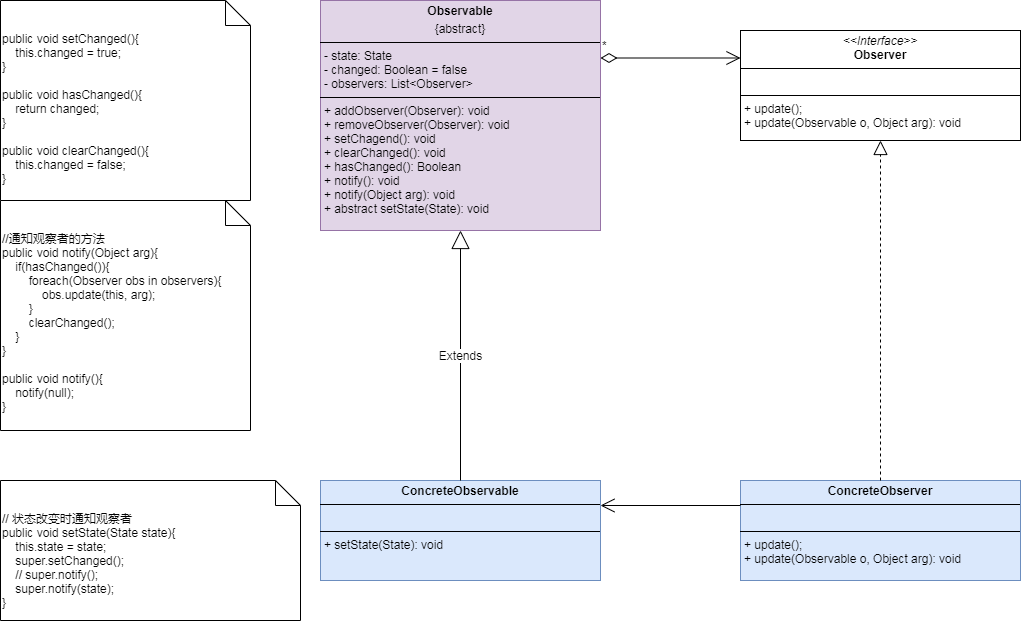 public void setChanged(){
this.changed = true;
}
public void hasChanged(){
return changed;
}
public void clearChanged(){
this.changed = false;
}
//通知观察者的方法
public void notify(Object arg){
if(hasChanged()){
foreach(Observer obs in observers){
obs.update(this, arg);
}
clearChanged();
}
}
public void notify(){
notify(null);
}
// 状态改变时通知观察者
public void setState(State state){
this.state = state;
super.setChanged();
// super.notify();
super.notify(state);
}
Observable
{abstract}
- state: State
- changed: Boolean = false
- observers: List<Observer>
+ addObserver(Observer): void
+ removeObserver(Observer): void
+ setChagend(): void
+ clearChanged(): void
+ hasChanged(): Boolean
+ notify(): void
+ notify(Object arg): void
+ abstract setState(State): void
*
<<Interface>>
Observer
+ update();
+ update(Observable o, Object arg): void
Extends
ConcreteObservable
+ setState(State): void
ConcreteObserver
+ update();
+ update(Observable o, Object arg): void